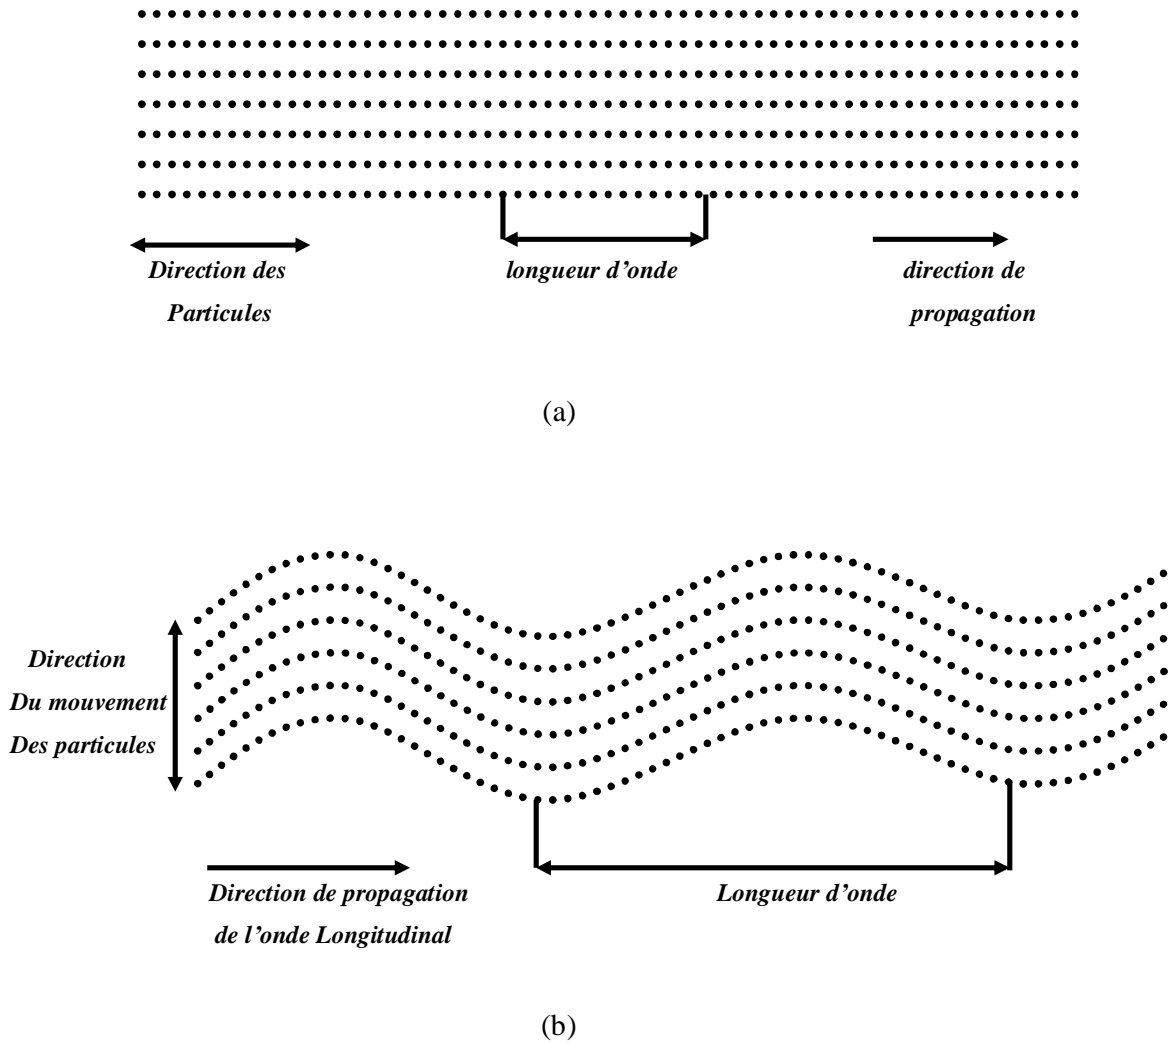 Direction des
Particules
longueur d’onde
direction de
propagation
(a)
Direction
Du mouvement
Des particules
Direction de propagation
de l’onde Longitudinal
Longueur d’onde
(b)